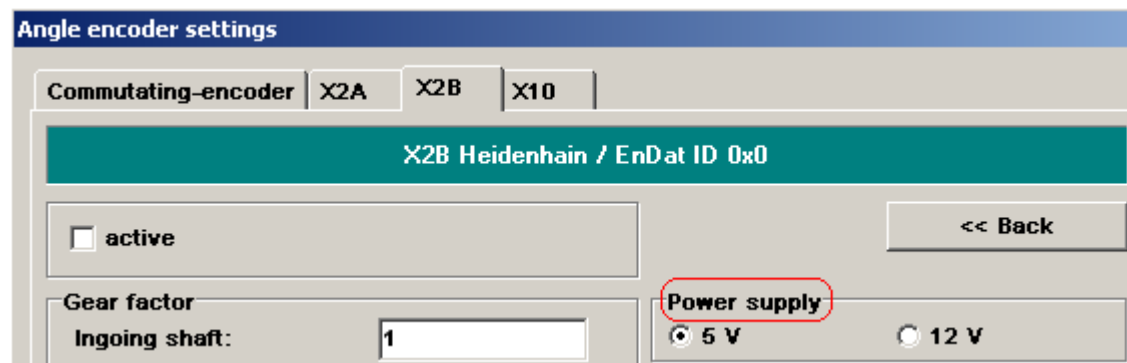 Angle encoder settings
Commutating-encoder X2A X2B X10
X2B Heidenhain / EnDat ID 0x0
active
<< Back
Gear factor
Power supply
Ingoing shaft: 1
5 V 12 V